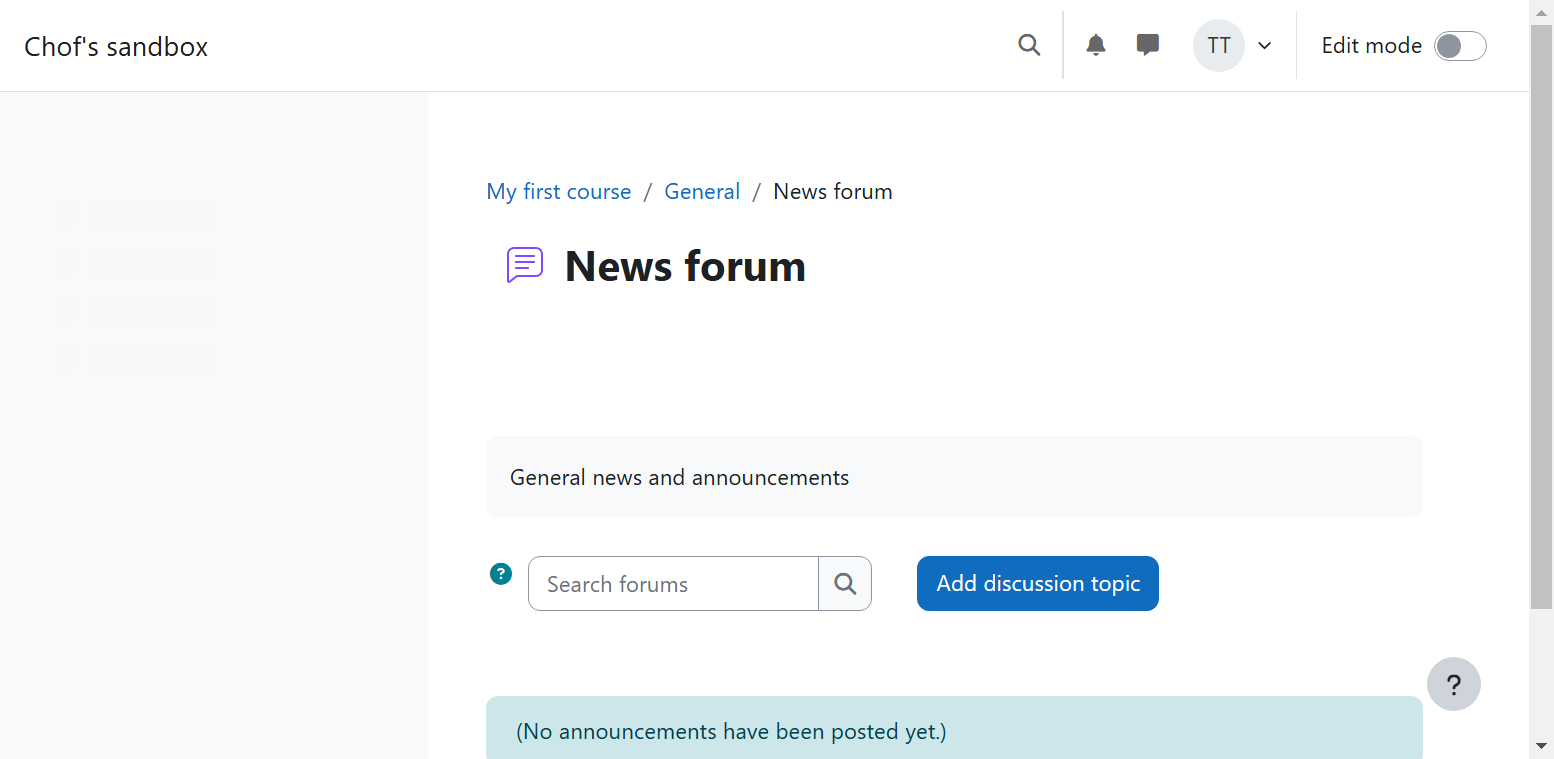 Chof's sandbox
TT
Edit mode
My first course / General / News forum
News forum
General news and announcements
?
Search forums
Add discussion topic
?
(No announcements have been posted yet.)